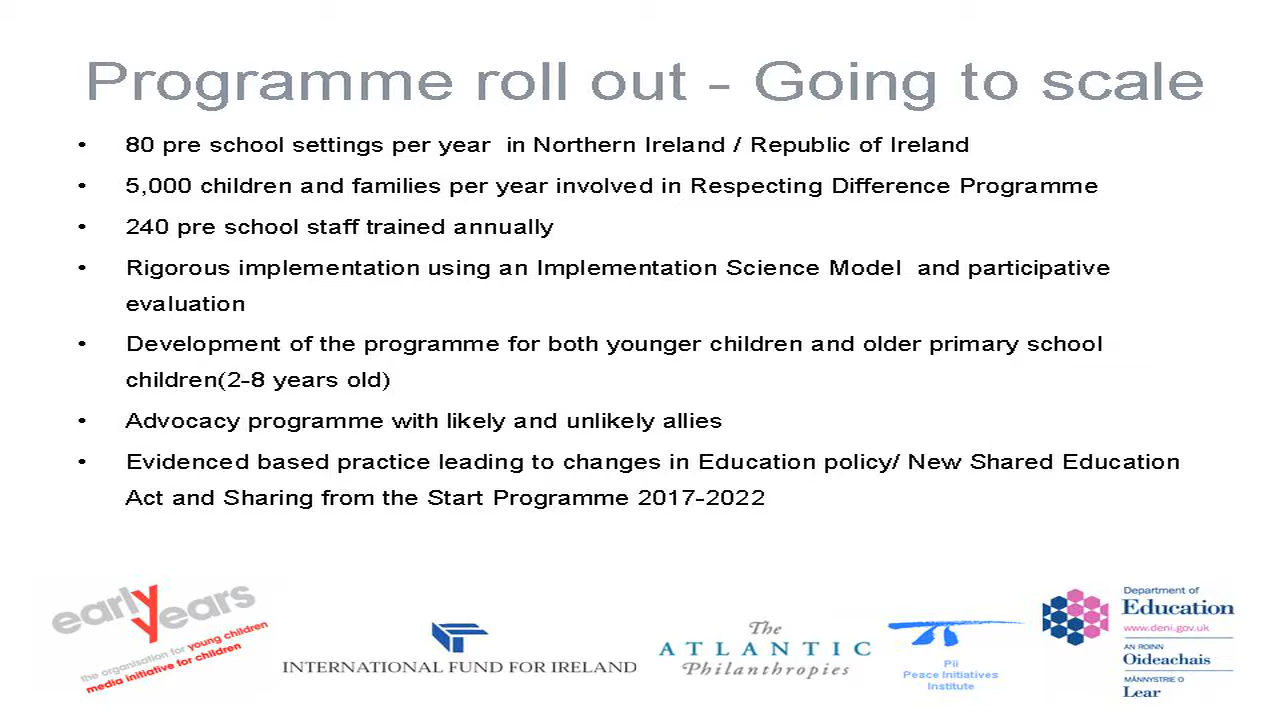 Programme roll out - Going to scale
• 80 pre school settings per year  in Northern Ireland / Republic of Ireland
• 5,000 children and families per year involved in Respecting Difference Programme
• 240 pre school staff trained annually
• Rigorous implementation using an Implementation Science Model  and participative
evaluation
• Development of the programme for both younger children and older primary school
children(2-8 years old)
• Advocacy programme with likely and unlikely allies
• Evidenced based practice leading to changes in Education policy/ New Shared Education
Act and Sharing from the Start Programme 2017-2022
early years
the organisation for young children
media initiative for children
INTERNATIONAL FUND FOR IRELAND
The
ATLANTIC
Philanthropies
Pii
Peace Initiatives
Institute
Department of
Education
www.deni.gov.uk
AN ROINN
Oideachais
MÄNNYSTRIE O
Lear